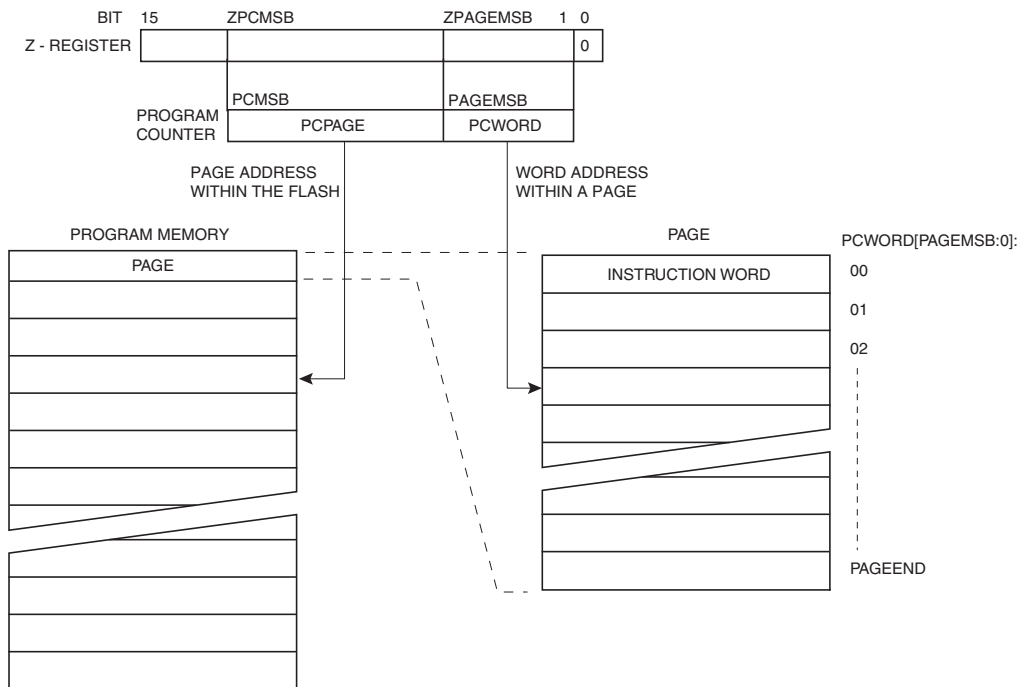 BIT 15 ZPCMSB ZPAGEMSB 1 0
Z - REGISTER 0
PCMSB PAGEMSB
PROGRAM
COUNTER
PCPAGE PCWORD
PAGE ADDRESS
WITHIN THE FLASH
WORD ADDRESS
WITHIN A PAGE
PROGRAM MEMORY
PAGE
PAGE
INSTRUCTION WORD
PCWORD[PAGEMSB:0]:
00
01
02
PAGEEND